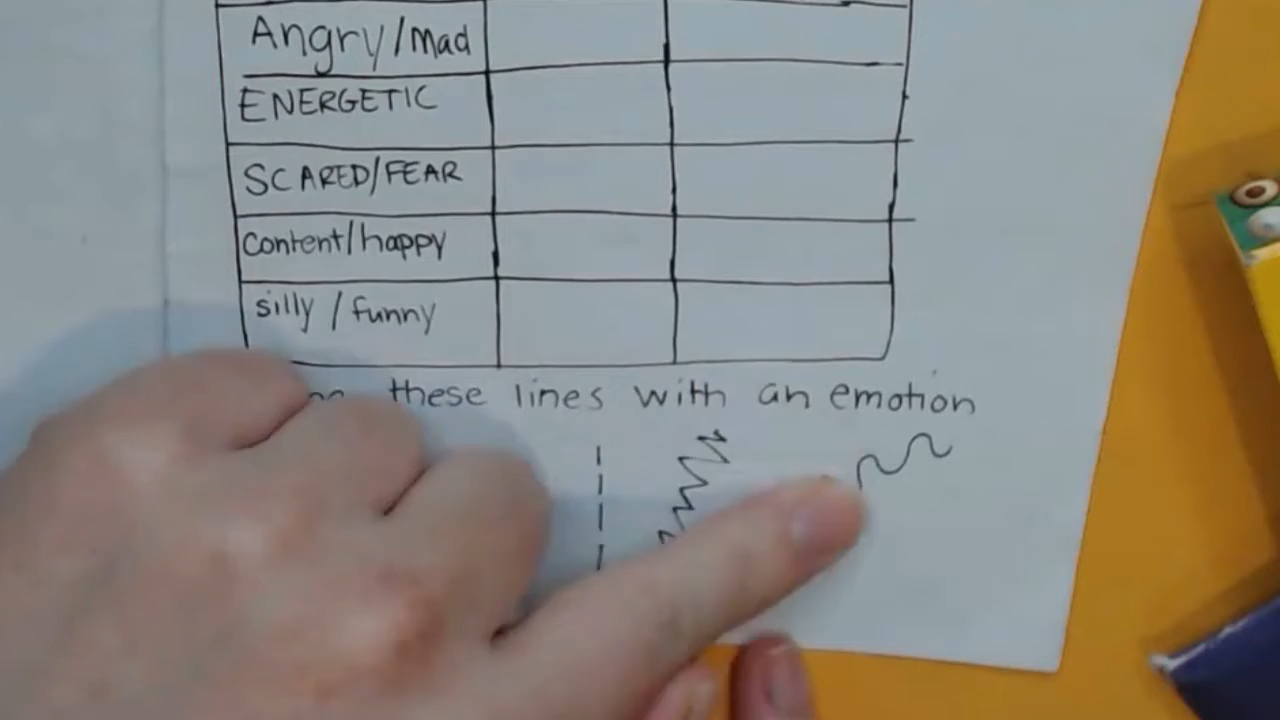 Angry/Mad
ENERGETIC
SCARED/FEAR
Content/happy
silly / funny
these lines with an emotion